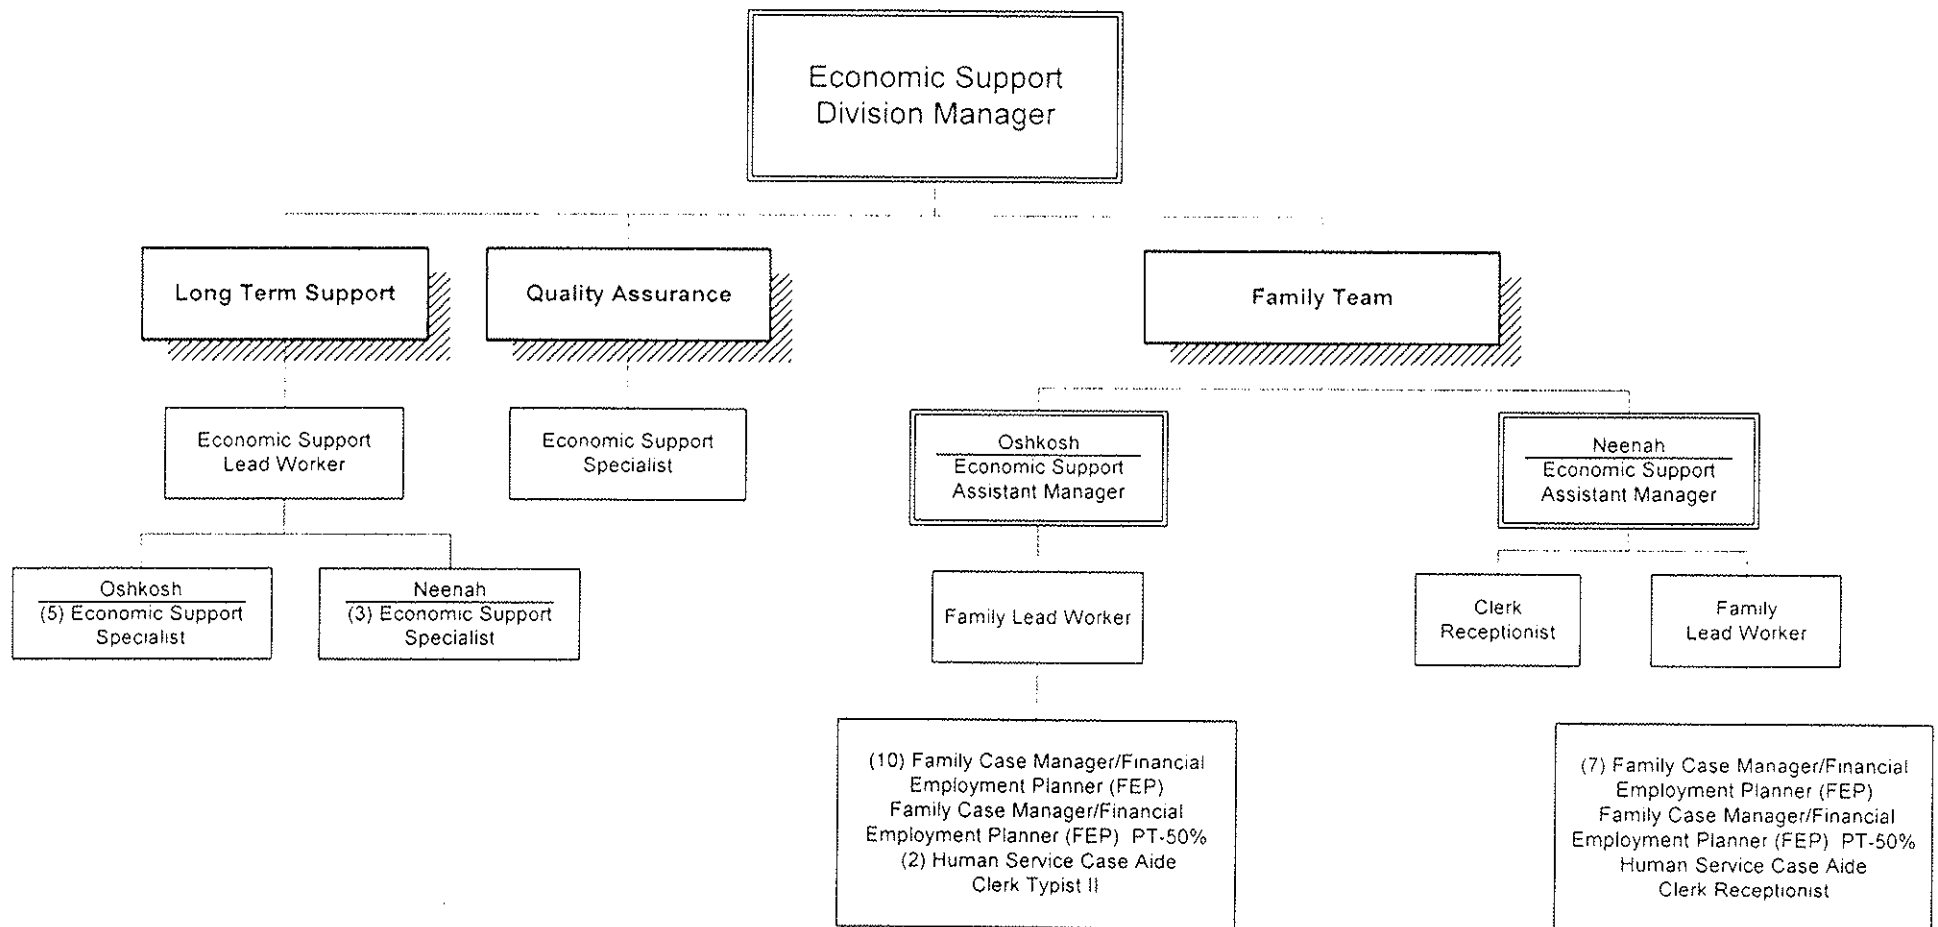 Economic Support
Division Manager
Long Term Support
Quality Assurance
Family Team
Economic Support
Lead Worker
Economic Support
Specialist
Oshkosh
Economic Support
Assistant Manager
Neenah
Economic Support
Assistant Manager
Oshkosh
(5) Economic Support
Specialist
Neenah
(3) Economic Support
Specialist
Family Lead Worker
Clerk
Receptionist
Family
Lead Worker
(10) Family Case Manager/Financial
Employment Planner (FEP)
Family Case Manager/Financial
Employment Planner (FEP) PT-50%
(2) Human Service Case Aide
Clerk Typist II
(7) Family Case Manager/Financial
Employment Planner (FEP)
Family Case Manager/Financial
Employment Planner (FEP) PT-50%
Human Service Case Aide
Clerk Receptionist